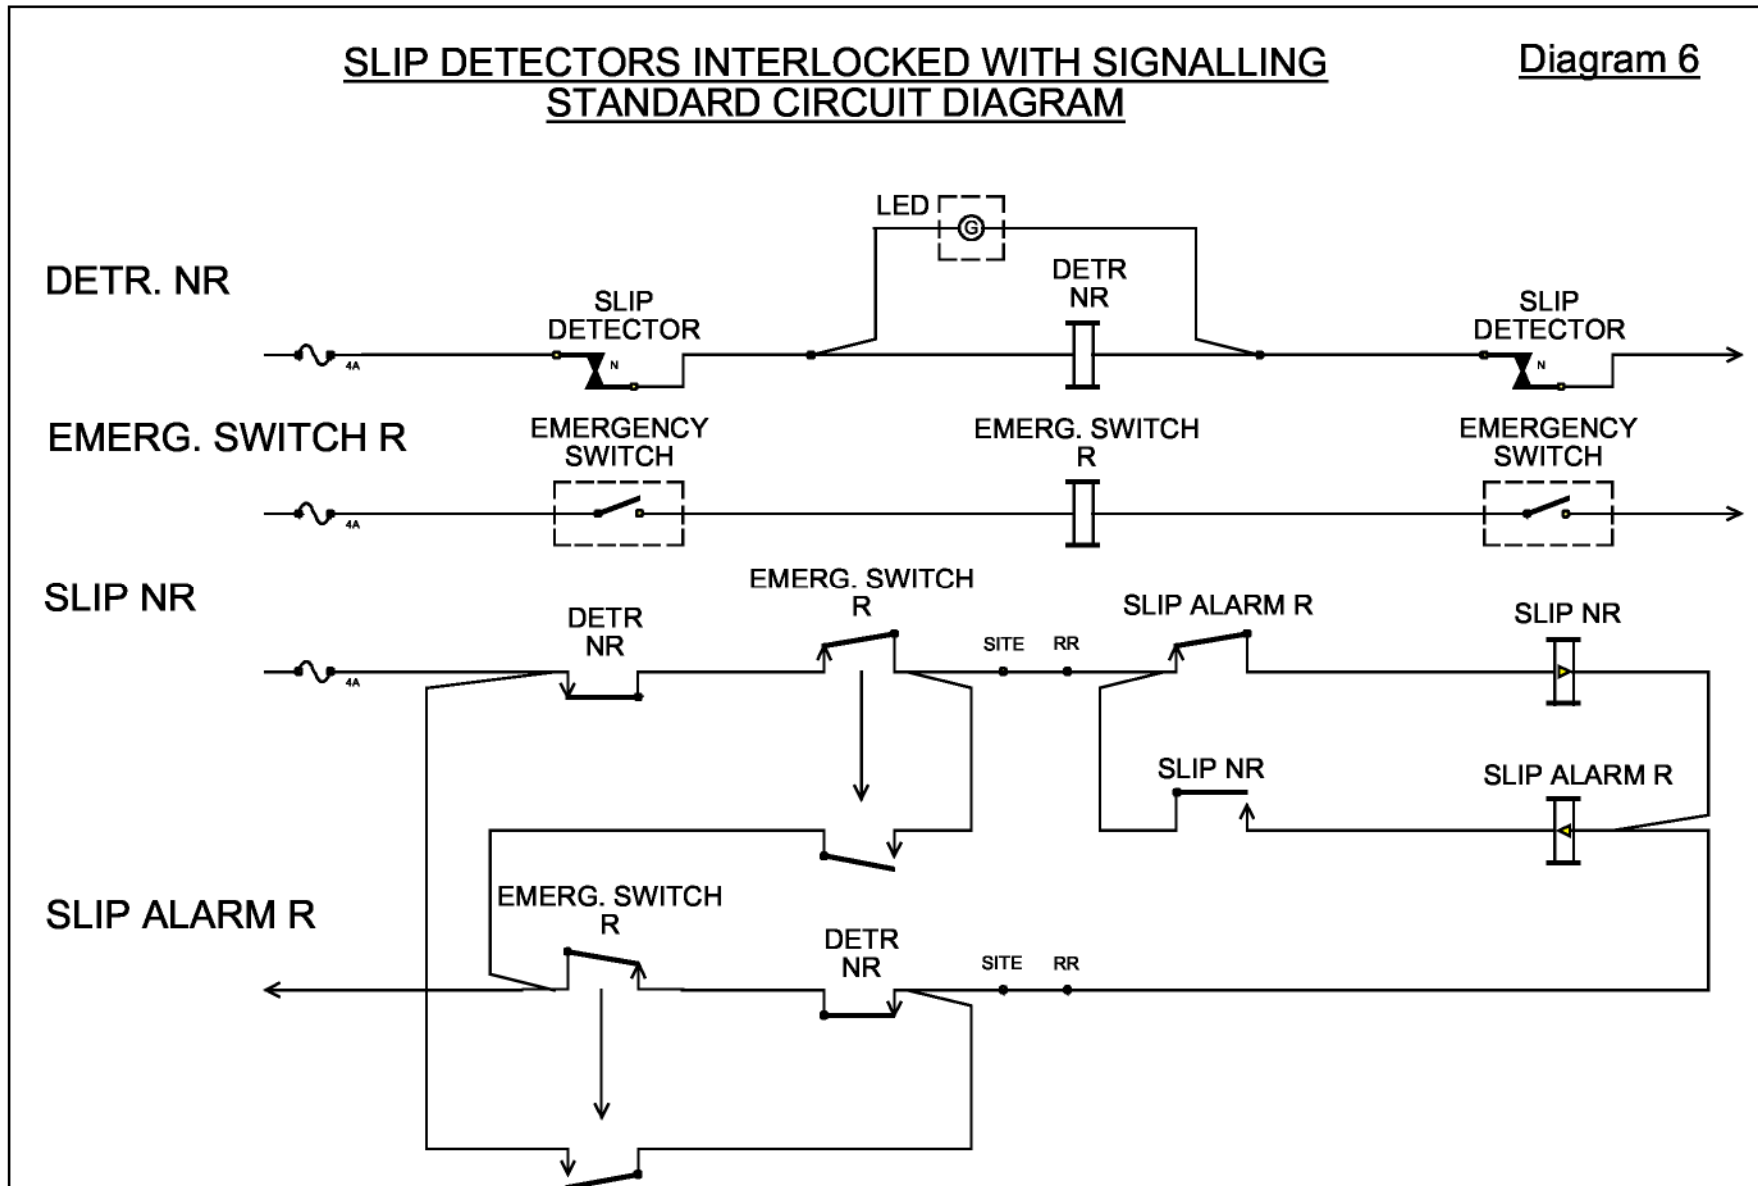 SLIP DETECTORS INTERLOCKED WITH SIGNALLING
STANDARD CIRCUIT DIAGRAM
Diagram 6
LED
G
DETR. NR
SLIP
DETECTOR
N
4A
DETR
NR
SLIP
DETECTOR
N
EMERG. SWITCH R
EMERGENCY
SWITCH
4A
EMERG. SWITCH
R
EMERGENCY
SWITCH
SLIP NR
4A
DETR
NR
EMERG. SWITCH
R
SITE
RR
SLIP ALARM R
SLIP NR
SLIP NR
SLIP ALARM R
SLIP ALARM R
EMERG. SWITCH
R
DETR
NR
SITE
RR